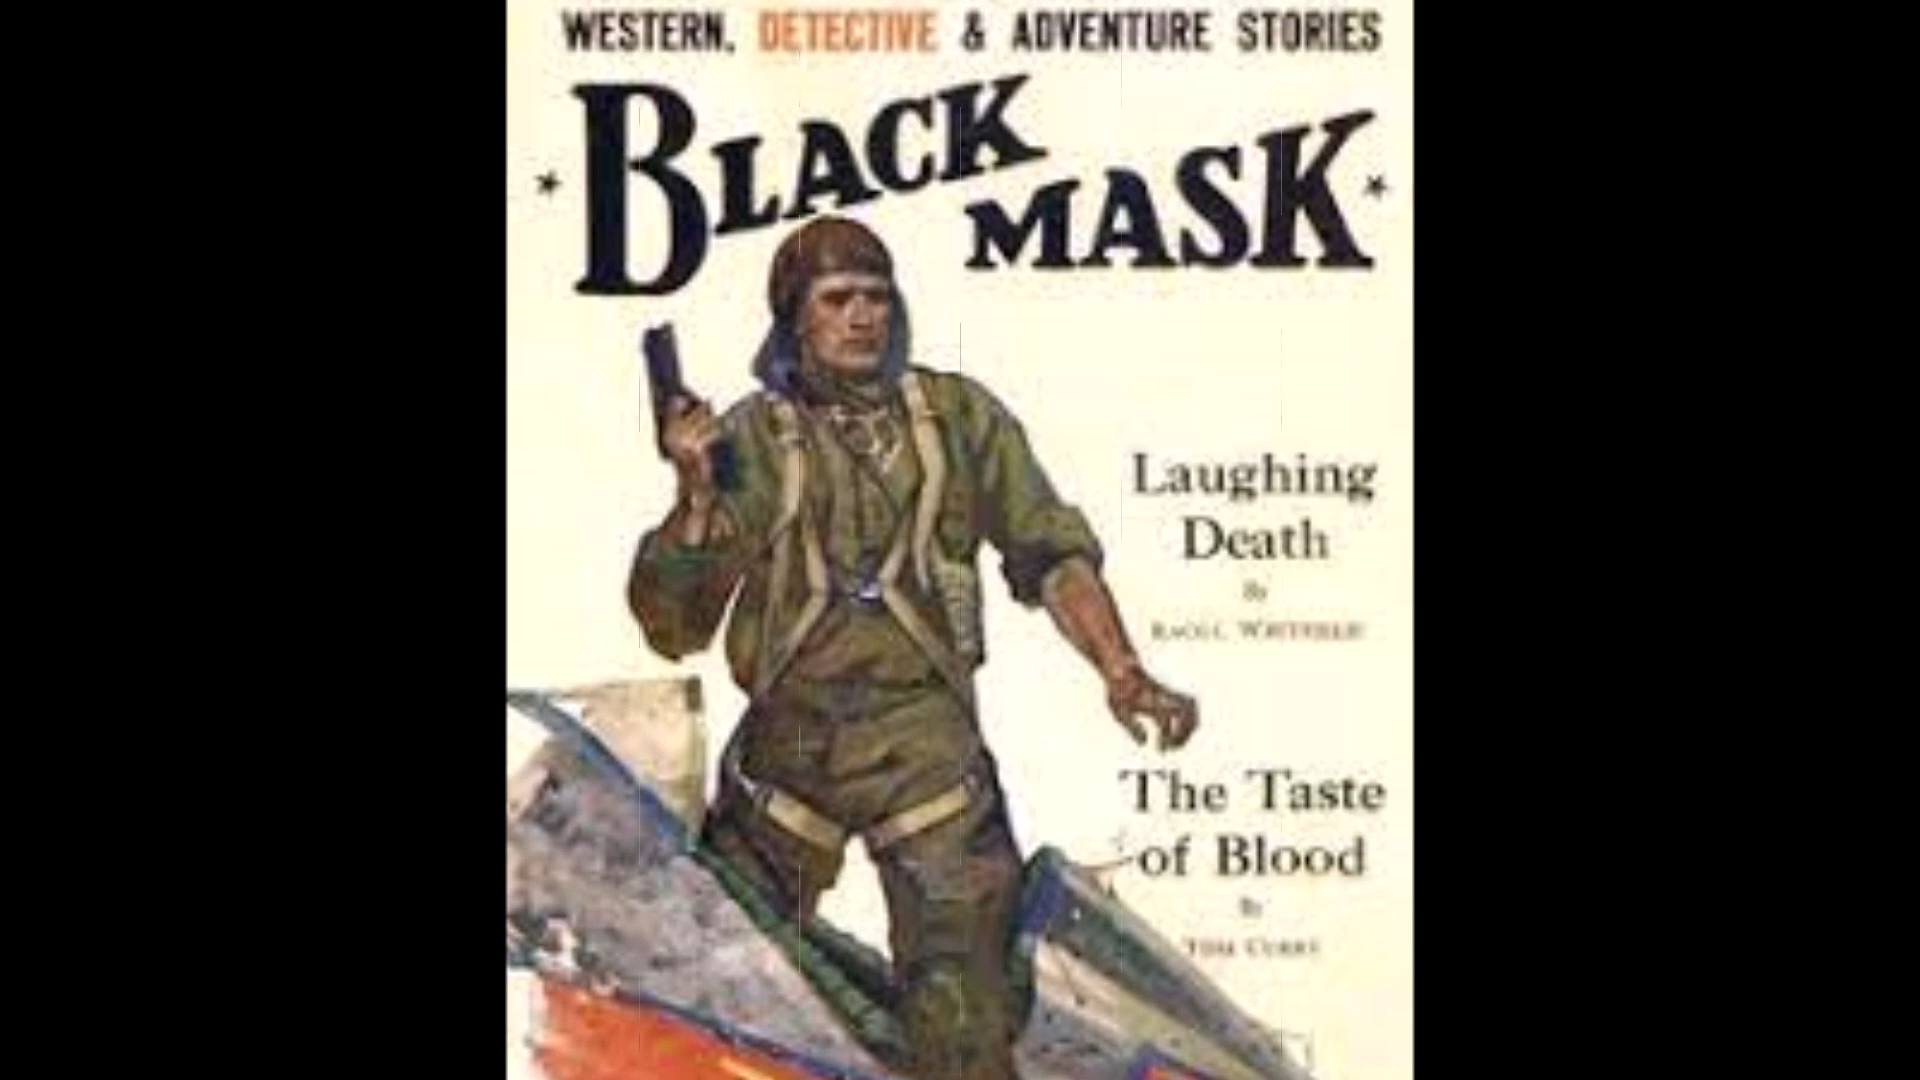 WESTERN, DETECTIVE & ADVENTURE STORIES
BLACK
MASK
Laughing
Death
By
RAOUL WHITFIELD
The Taste
of Blood
By
TOM CURRY